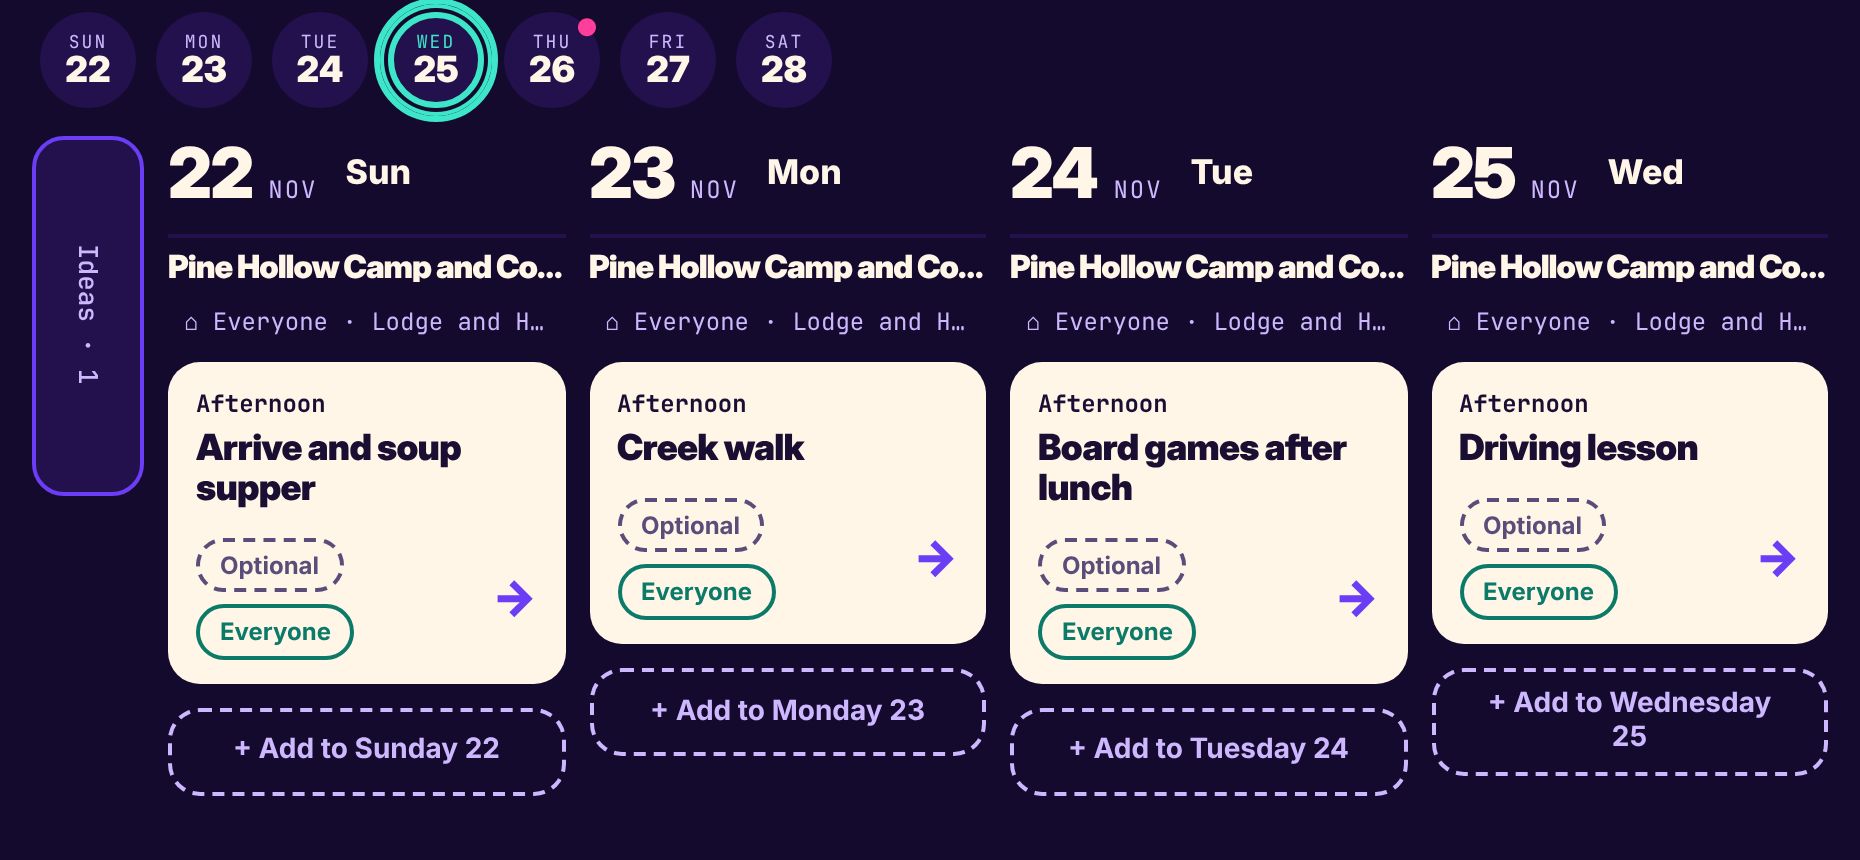 SUN MON TUE WED THU FRI SAT
22 23 24 25 26 27 28
Ideas · 1
22 NOV Sun
Pine Hollow Camp and Co...
⌂ Everyone · Lodge and H…
Afternoon
Arrive and soup
supper
Optional
Everyone
+ Add to Sunday 22
23 NOV Mon
Pine Hollow Camp and Co...
⌂ Everyone · Lodge and H…
Afternoon
Creek walk
Optional
Everyone
+ Add to Monday 23
24 NOV Tue
Pine Hollow Camp and Co...
⌂ Everyone · Lodge and H…
Afternoon
Board games after
lunch
Optional
Everyone
+ Add to Tuesday 24
25 NOV Wed
Pine Hollow Camp and Co...
⌂ Everyone · Lodge and H…
Afternoon
Driving lesson
Optional
Everyone
+ Add to Wednesday
25